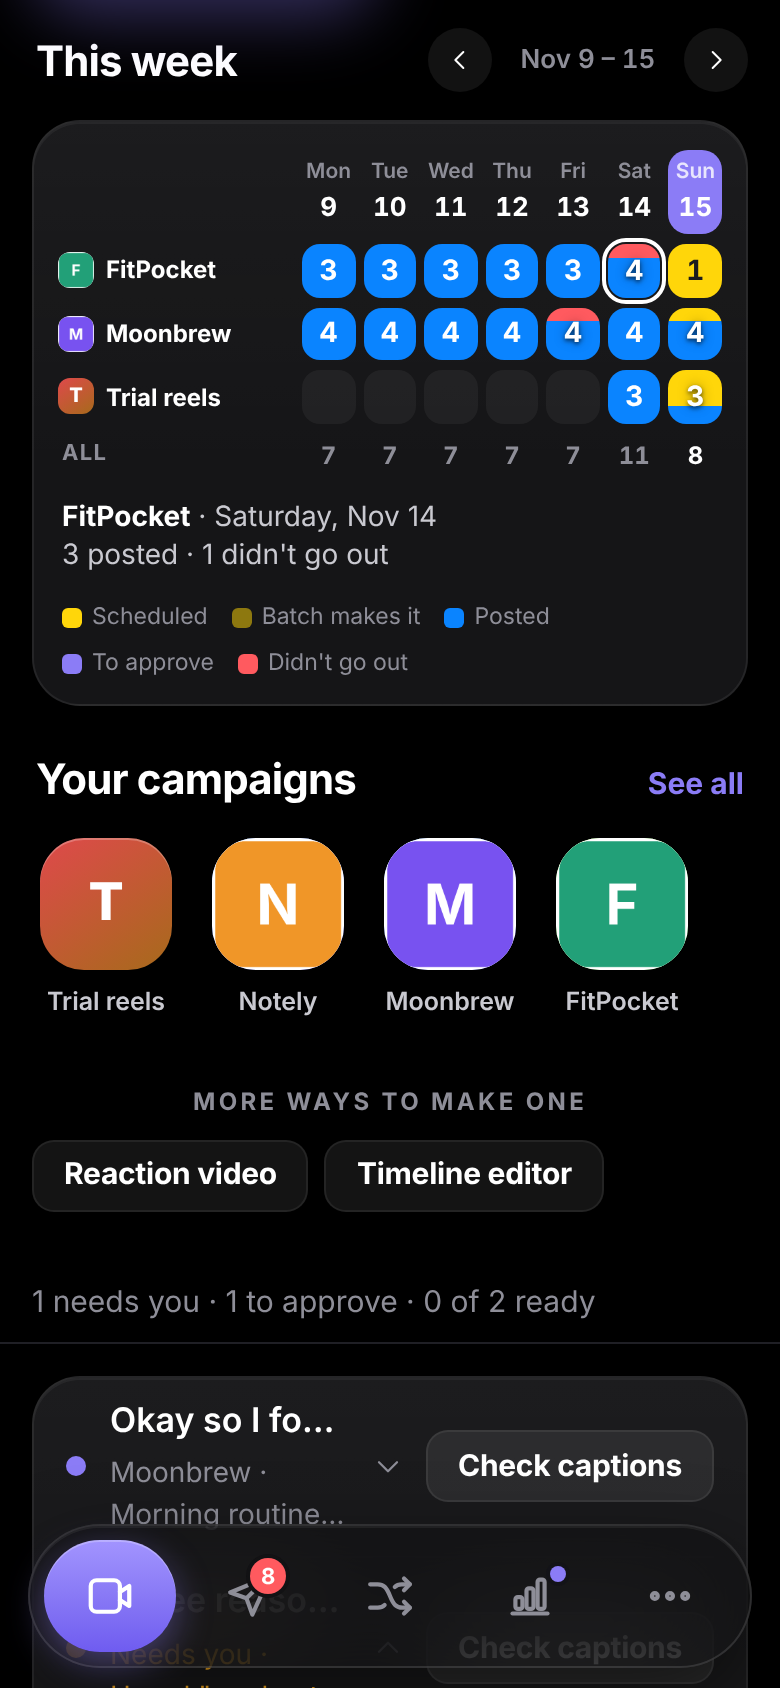 This week
Nov 9 – 15
Mon Tue Wed Thu Fri Sat Sun
9 10 11 12 13 14 15
F FitPocket 3 3 3 3 3 4 1
M Moonbrew 4 4 4 4 4 4 4
T Trial reels 3 3
ALL 7 7 7 7 7 11 8
FitPocket · Saturday, Nov 14
3 posted · 1 didn't go out
Scheduled Batch makes it Posted
To approve Didn't go out
Your campaigns
See all
T N M F
Trial reels Notely Moonbrew FitPocket
MORE WAYS TO MAKE ONE
Reaction video Timeline editor
1 needs you · 1 to approve · 0 of 2 ready
Okay so I fo...
Moonbrew ·
Morning routine...
Check captions
8
Needs you ·
Check captions